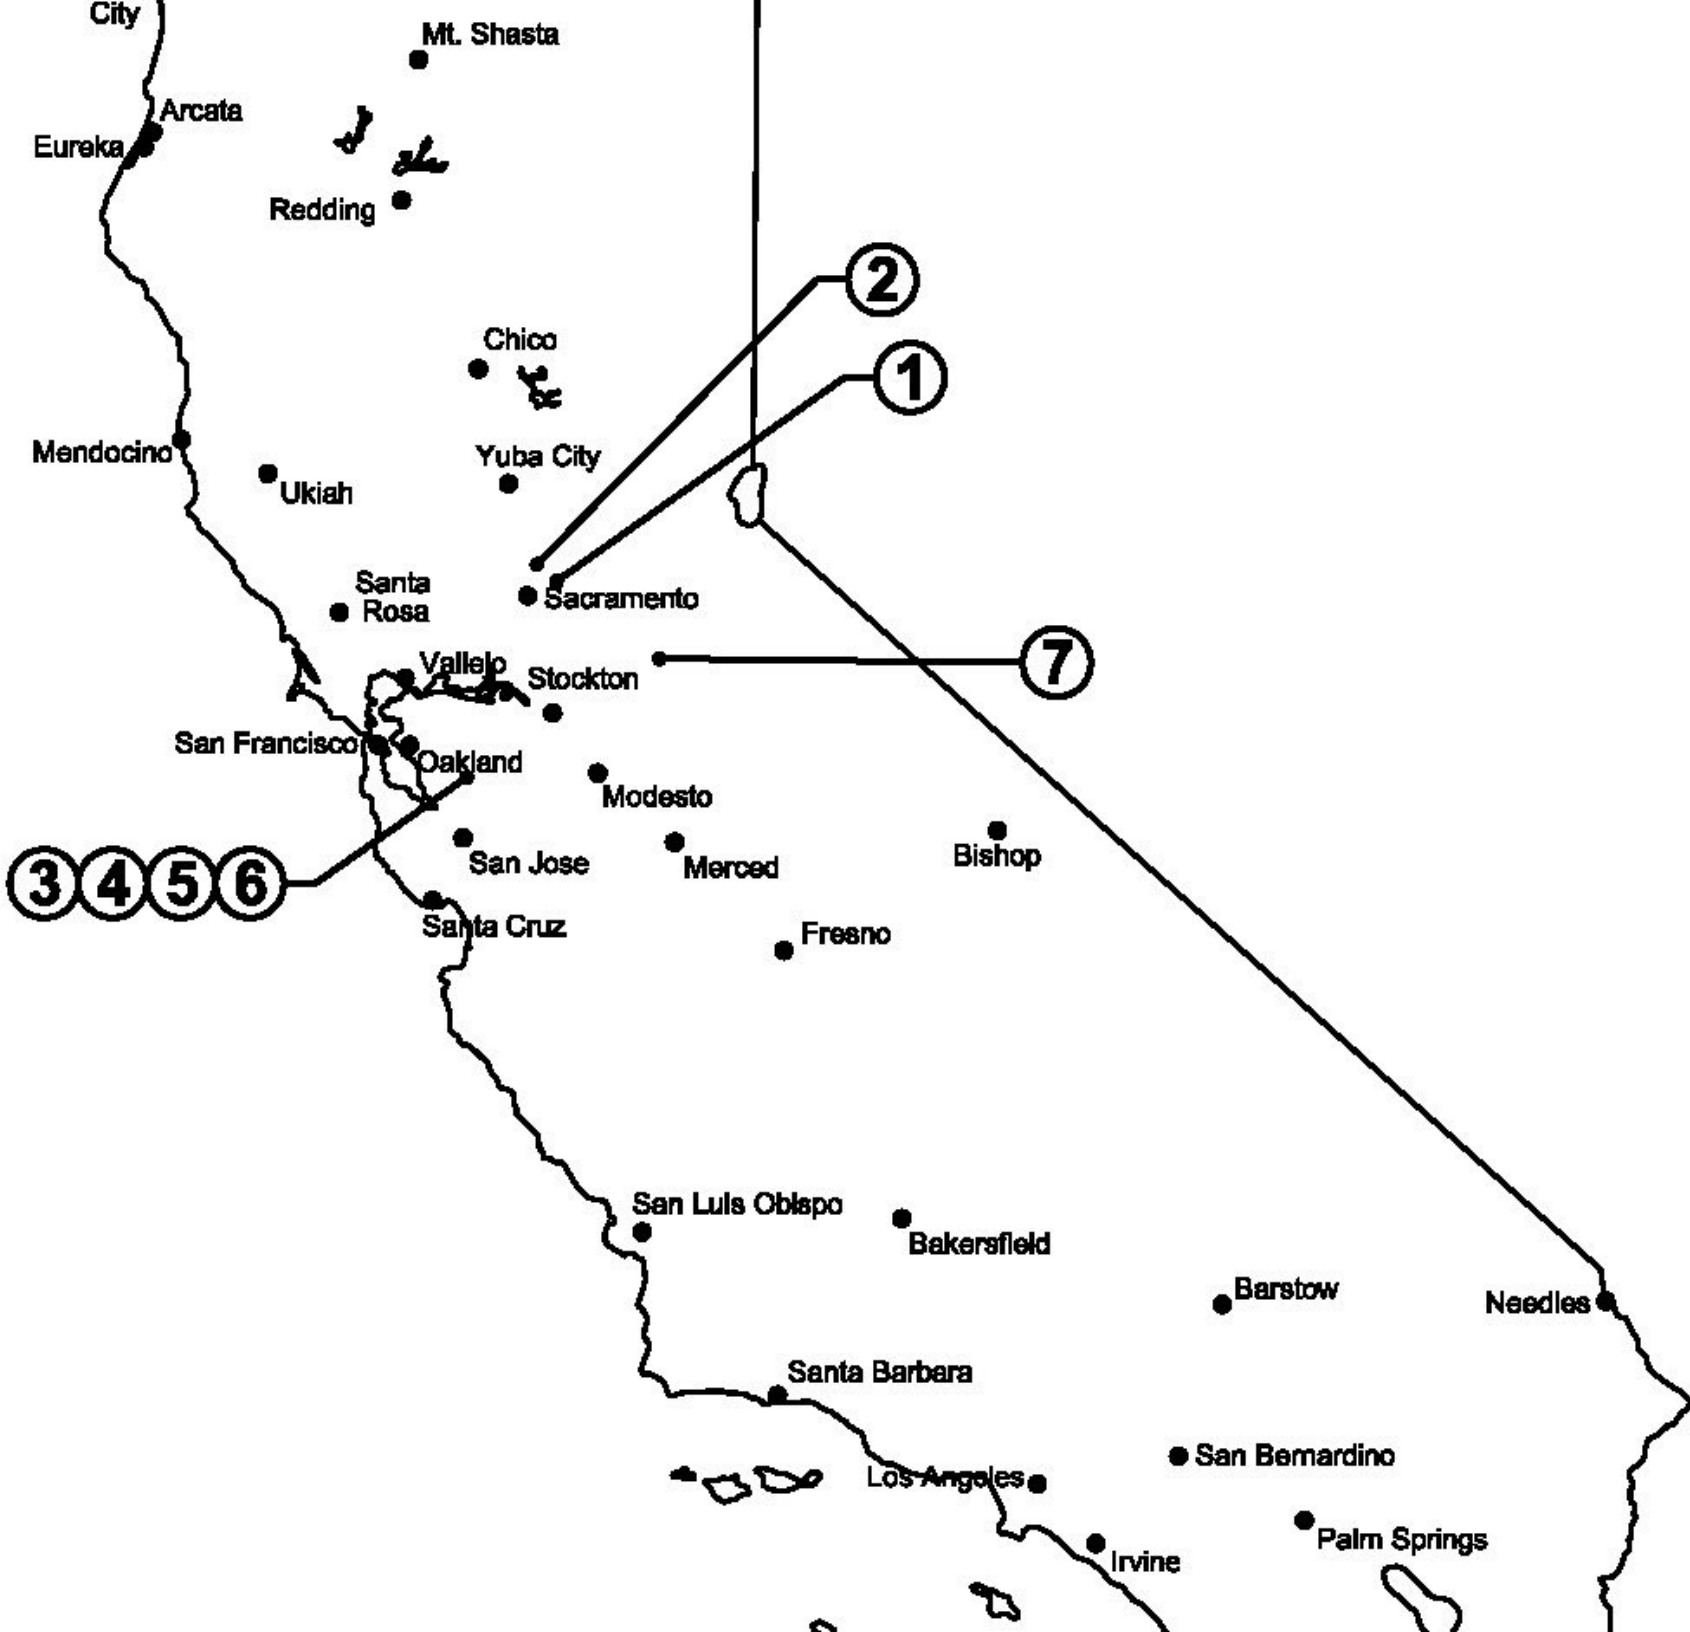 City
Mt. Shasta
Arcata
Eureka
Redding
2
Chico
1
Mendocino
Yuba City
Ukiah
Santa
Rosa
Sacramento
Vallejo
Stockton
7
San Francisco
Oakland
Modesto
San Jose
Merced
Bishop
3 4 5 6
Santa Cruz
Fresno
San Luis Obispo
Bakersfield
Barstow
Needles
Santa Barbara
San Bernardino
Los Angeles
Palm Springs
Irvine